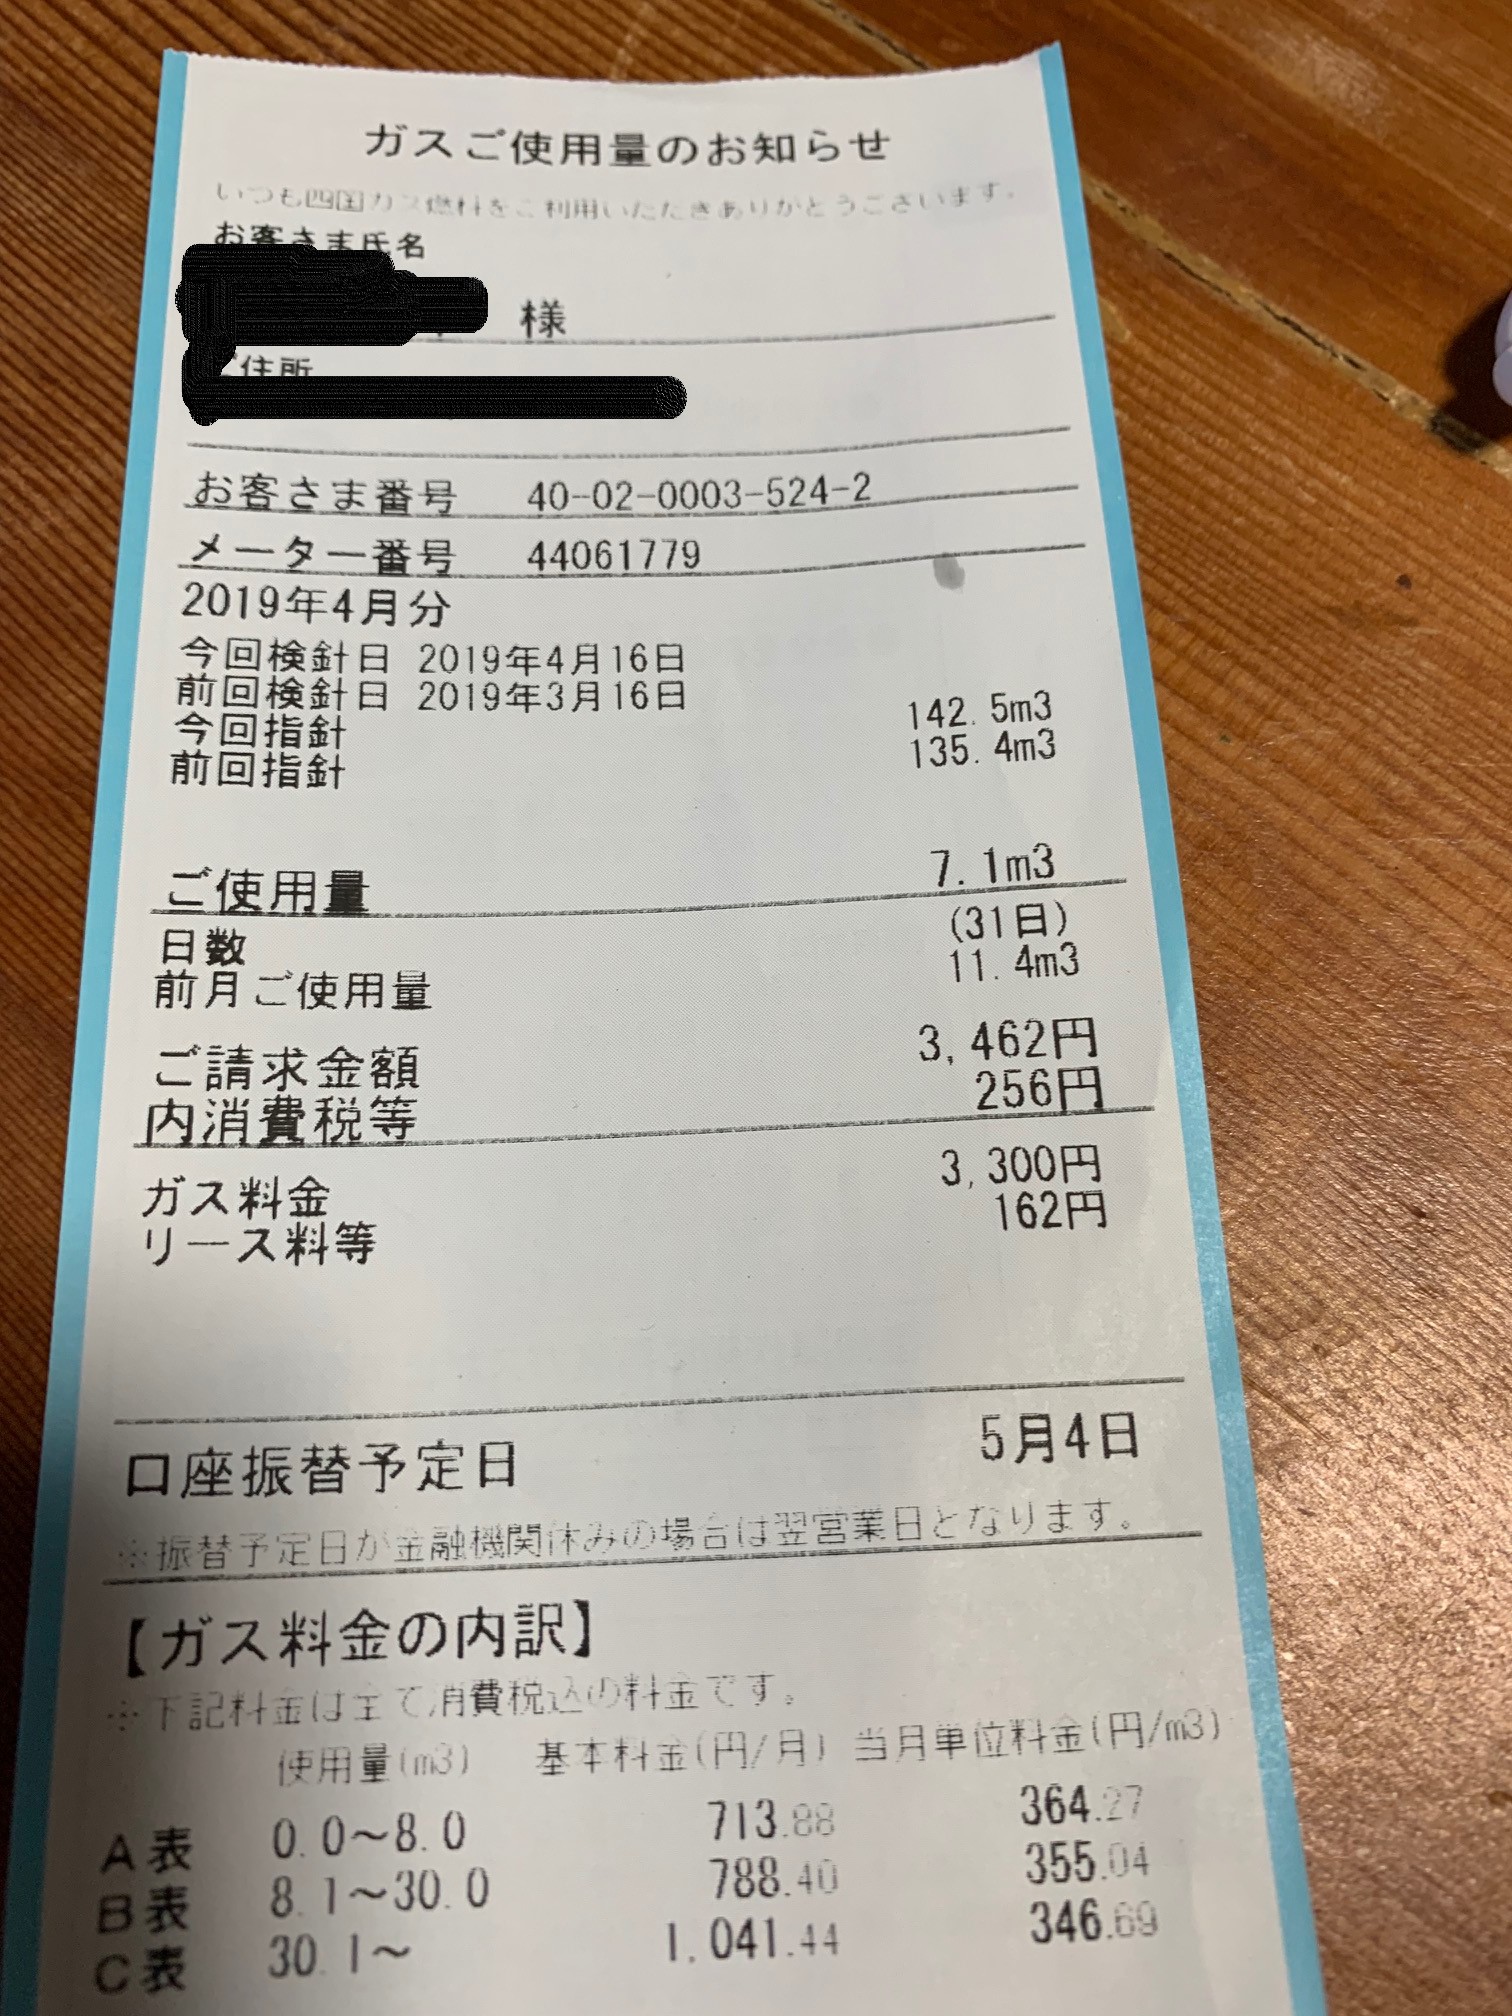 ガスご使用量のお知らせ
いつも四国ガス燃料をご利用いただきありがとうございます。
お客さま氏名
様
住所
お客さま番号 40-02-0003-524-2
メーター番号 44061779
2019年4月分
今回検針日 2019年4月16日
前回検針日 2019年3月16日
今回指針 142.5m3
前回指針 135.4m3
ご使用量 7.1m3
日数 (31日)
前月ご使用量 11.4m3
ご請求金額 3,462円
内消費税等 256円
ガス料金 3,300円
リース料等 162円
口座振替予定日 5月4日
※振替予定日が金融機関休みの場合は翌営業日となります。
【ガス料金の内訳】
※下記料金は全て消費税込の料金です。
使用量(m3) 基本料金(円/月) 当月単位料金(円/m3)
A表 0.0～8.0 713.88 364.27
B表 8.1～30.0 788.40 355.04
C表 30.1～ 1,041.44 346.69